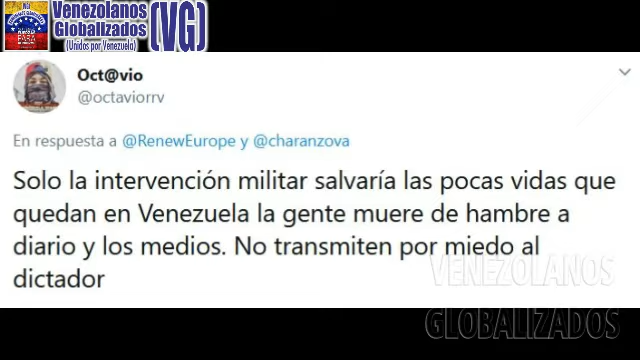 Venezolanos
Globalizados
(Unidos por Venezuela)
(VG)
Oct@vio
@octaviorrv
En respuesta a @RenewEurope y @charanzova
Solo la intervención militar salvaría las pocas vidas que
quedan en Venezuela la gente muere de hambre a
diario y los medios. No transmiten por miedo al
dictador
VENEZOLANOS
GLOBALIZADOS